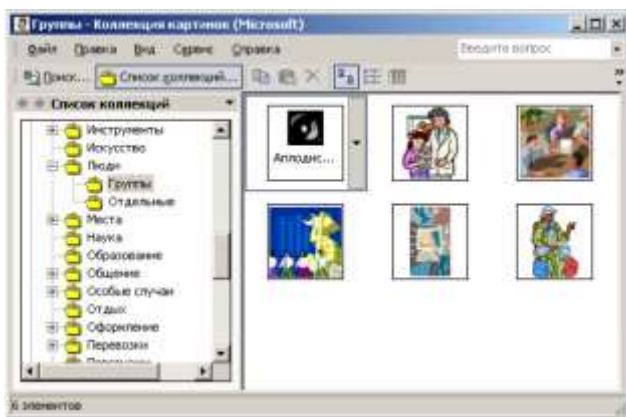 Группы - Коллекция картинок (Microsoft)
Файл Правка Вид Сервис Справка Введите вопрос
Поиск... Список коллекций...
Список коллекций
Инструменты
Искусство
Люди
Группы
Отдельные
Места
Наука
Образование
Общение
Особые случаи
Отдых
Оформление
Перевозки
Аплодис...
6 элементов